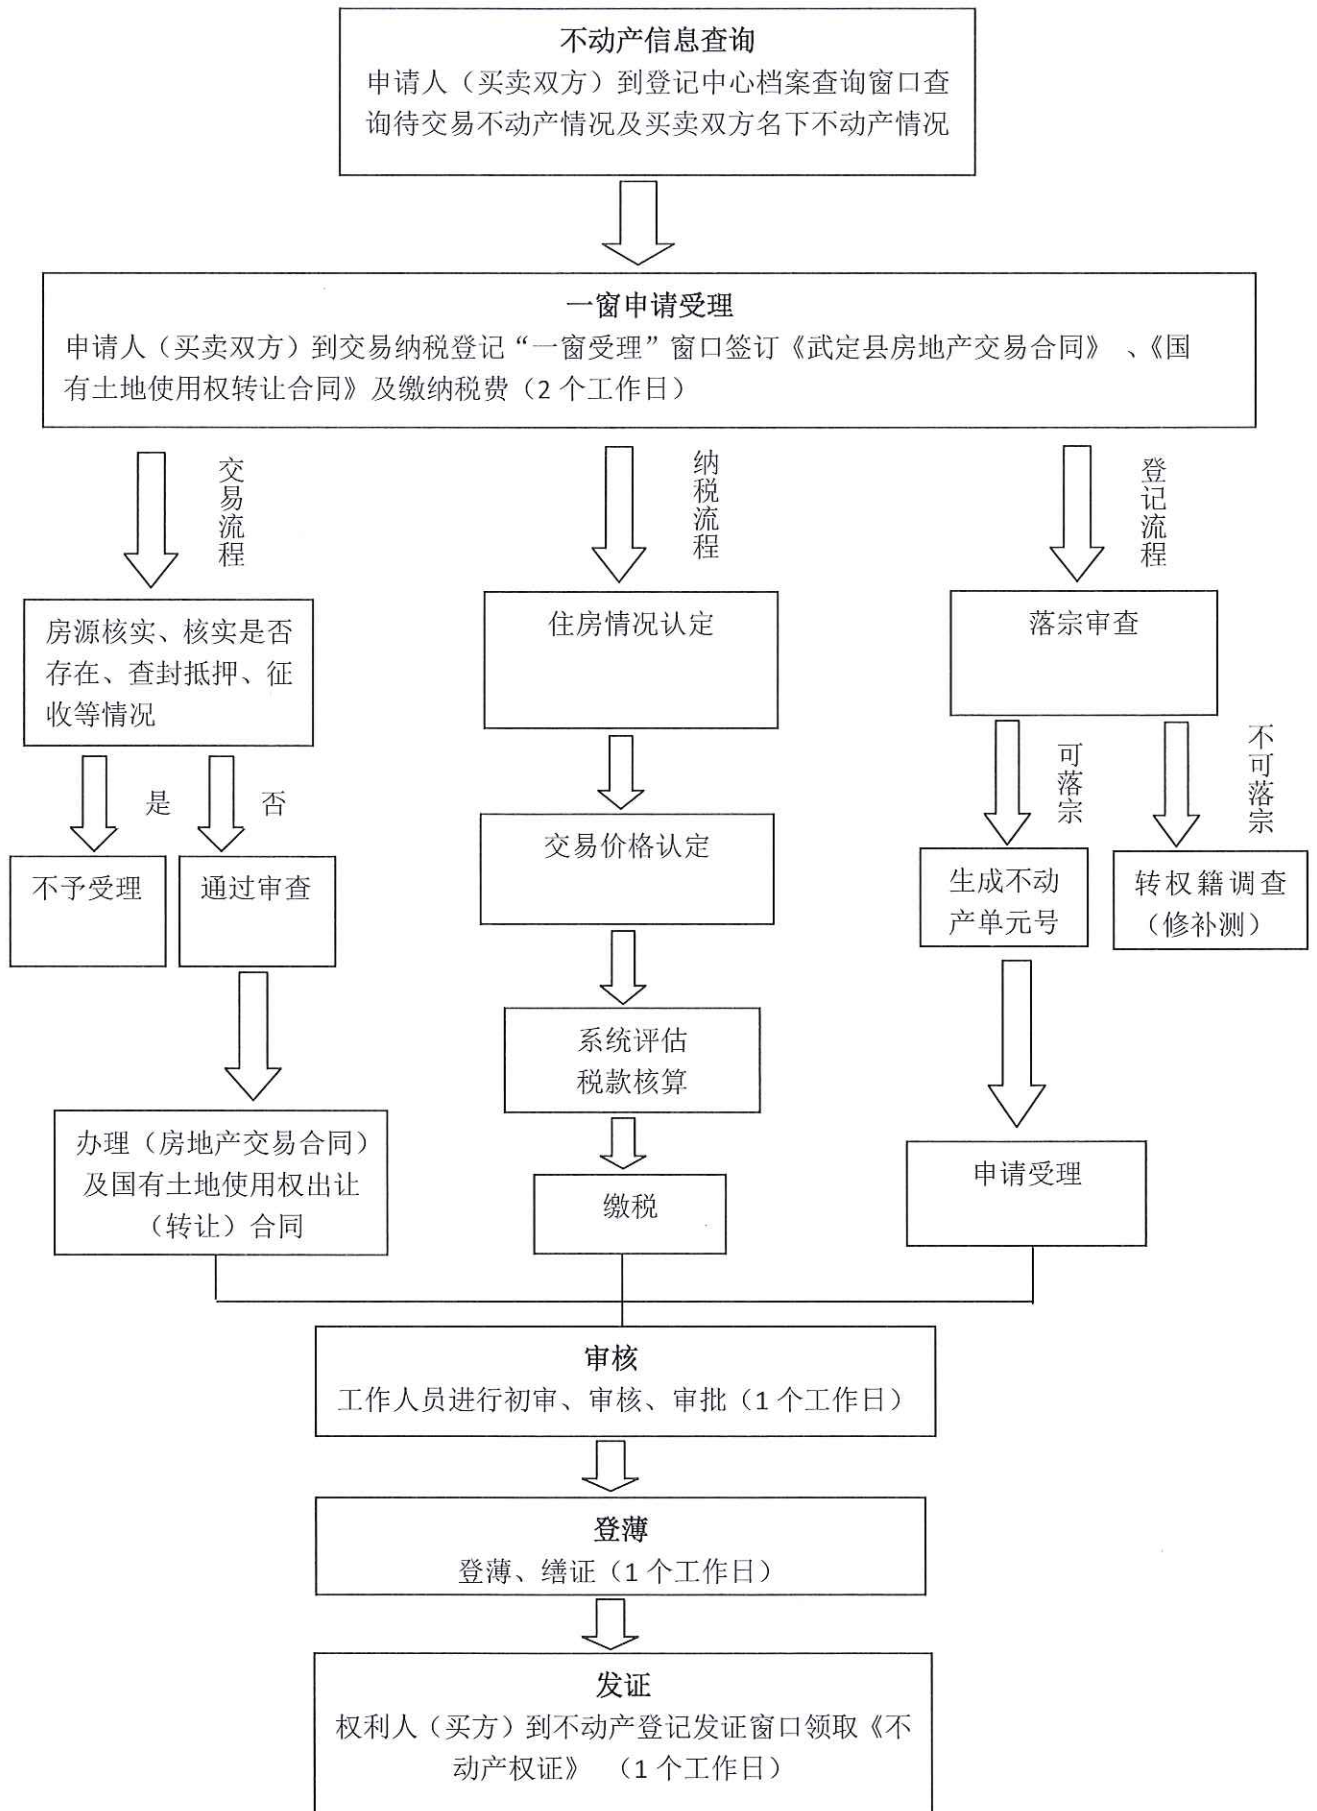 不动产信息查询
申请人（买卖双方）到登记中心档案查询窗口查
询待交易不动产情况及买卖双方名下不动产情况
一窗申请受理
申请人（买卖双方）到交易纳税登记“一窗受理”窗口签订《武定县房地产交易合同》 、《国
有土地使用权转让合同》及缴纳税费（2 个工作日）
交易流程
纳税流程
登记流程
房源核实、核实是否
存在、查封抵押、征
收等情况
住房情况认定
落宗审查
是
否
可落宗
不可落宗
不予受理
通过审查
交易价格认定
生成不动
产单元号
转权籍调查
（修补测）
系统评估
税款核算
办理（房地产交易合同）
及国有土地使用权出让
（转让）合同
缴税
申请受理
审核
工作人员进行初审、审核、审批（1 个工作日）
登薄
登薄、缮证（1 个工作日）
发证
权利人（买方）到不动产登记发证窗口领取《不
动产权证》 （1 个工作日）